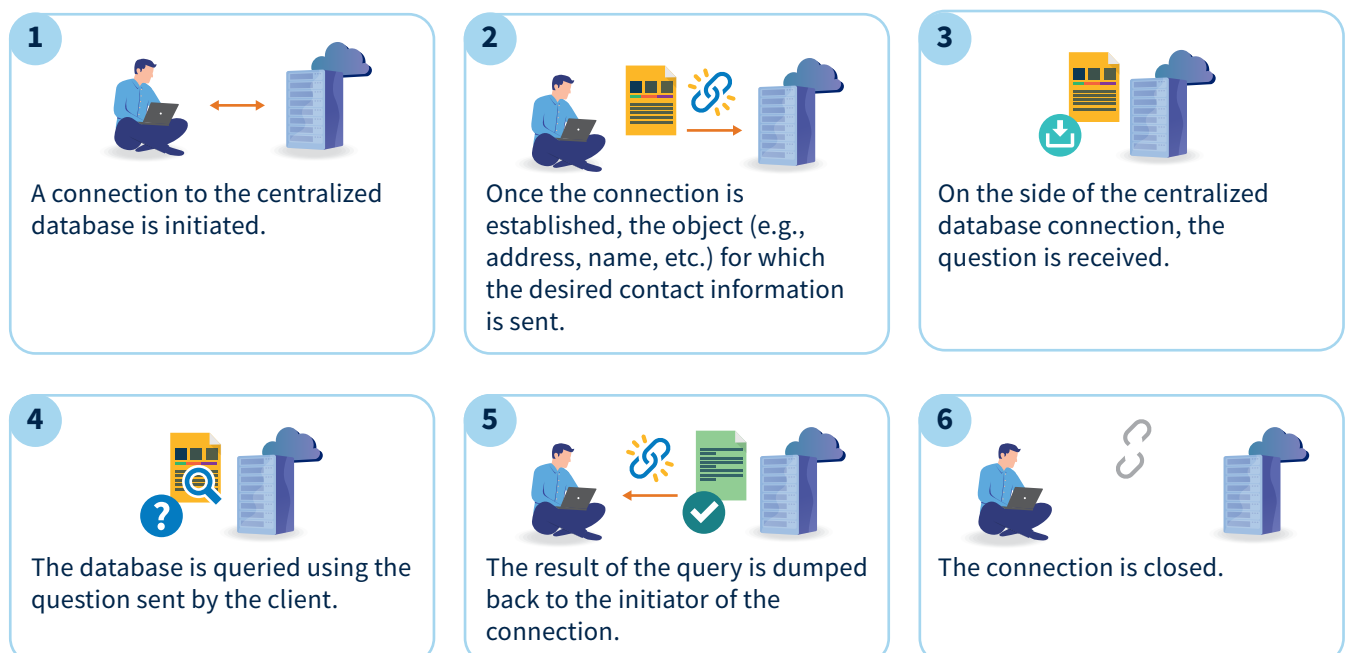 1
A connection to the centralized
database is initiated.
2
Once the connection is
established, the object (e.g.,
address, name, etc.) for which
the desired contact information
is sent.
3
On the side of the centralized
database connection, the
question is received.
4
?
The database is queried using the
question sent by the client.
5
The result of the query is dumped
back to the initiator of the
connection.
6
The connection is closed.